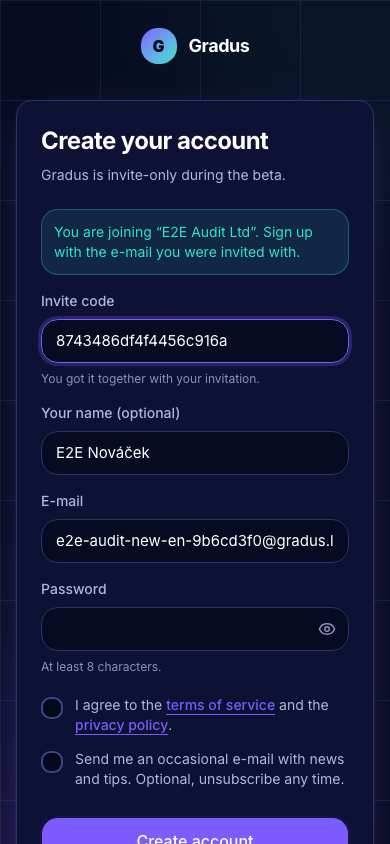 G Gradus
Create your account
Gradus is invite-only during the beta.
You are joining “E2E Audit Ltd”. Sign up
with the e-mail you were invited with.
Invite code
8743486df4f4456c916a
You got it together with your invitation.
Your name (optional)
E2E Nováček
E-mail
e2e-audit-new-en-9b6cd3f0@gradus.l
Password
At least 8 characters.
I agree to the terms of service and the
privacy policy.
Send me an occasional e-mail with news
and tips. Optional, unsubscribe any time.
Create account